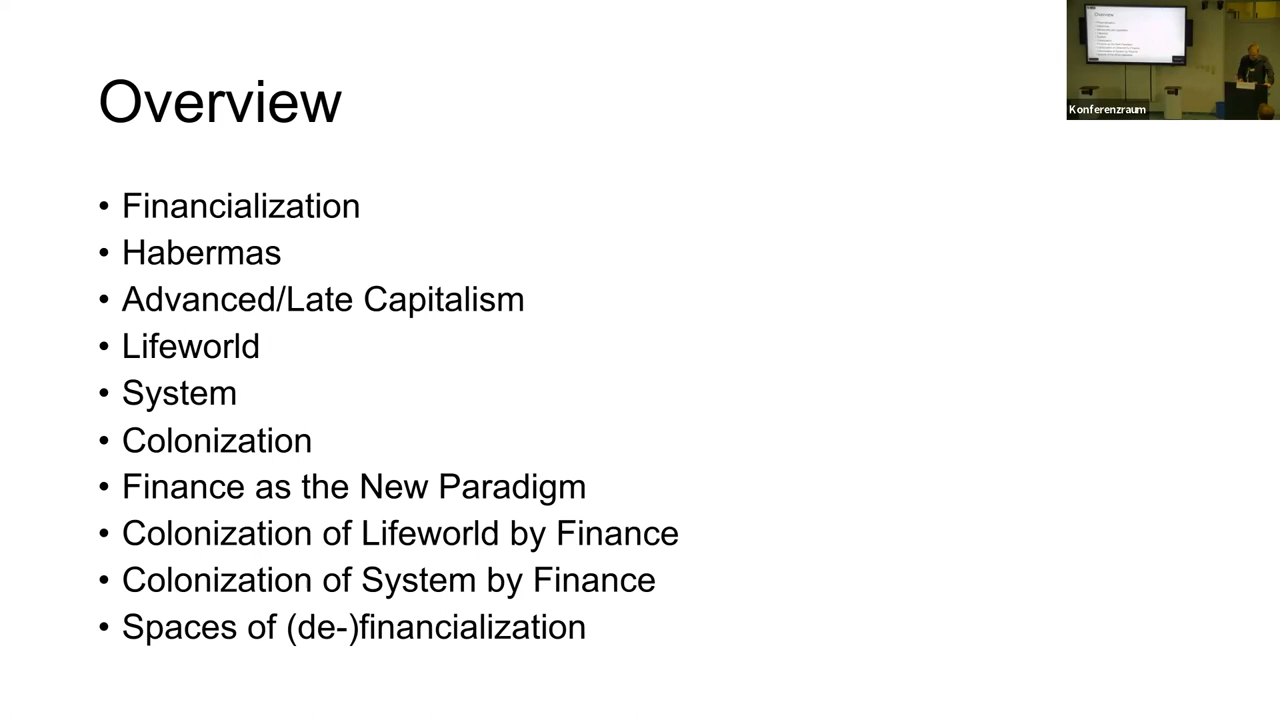 Overview
• Financialization
• Habermas
• Advanced/Late Capitalism
• Lifeworld
• System
• Colonization
• Finance as the New Paradigm
• Colonization of Lifeworld by Finance
• Colonization of System by Finance
• Spaces of (de-)financialization
Konferenzraum